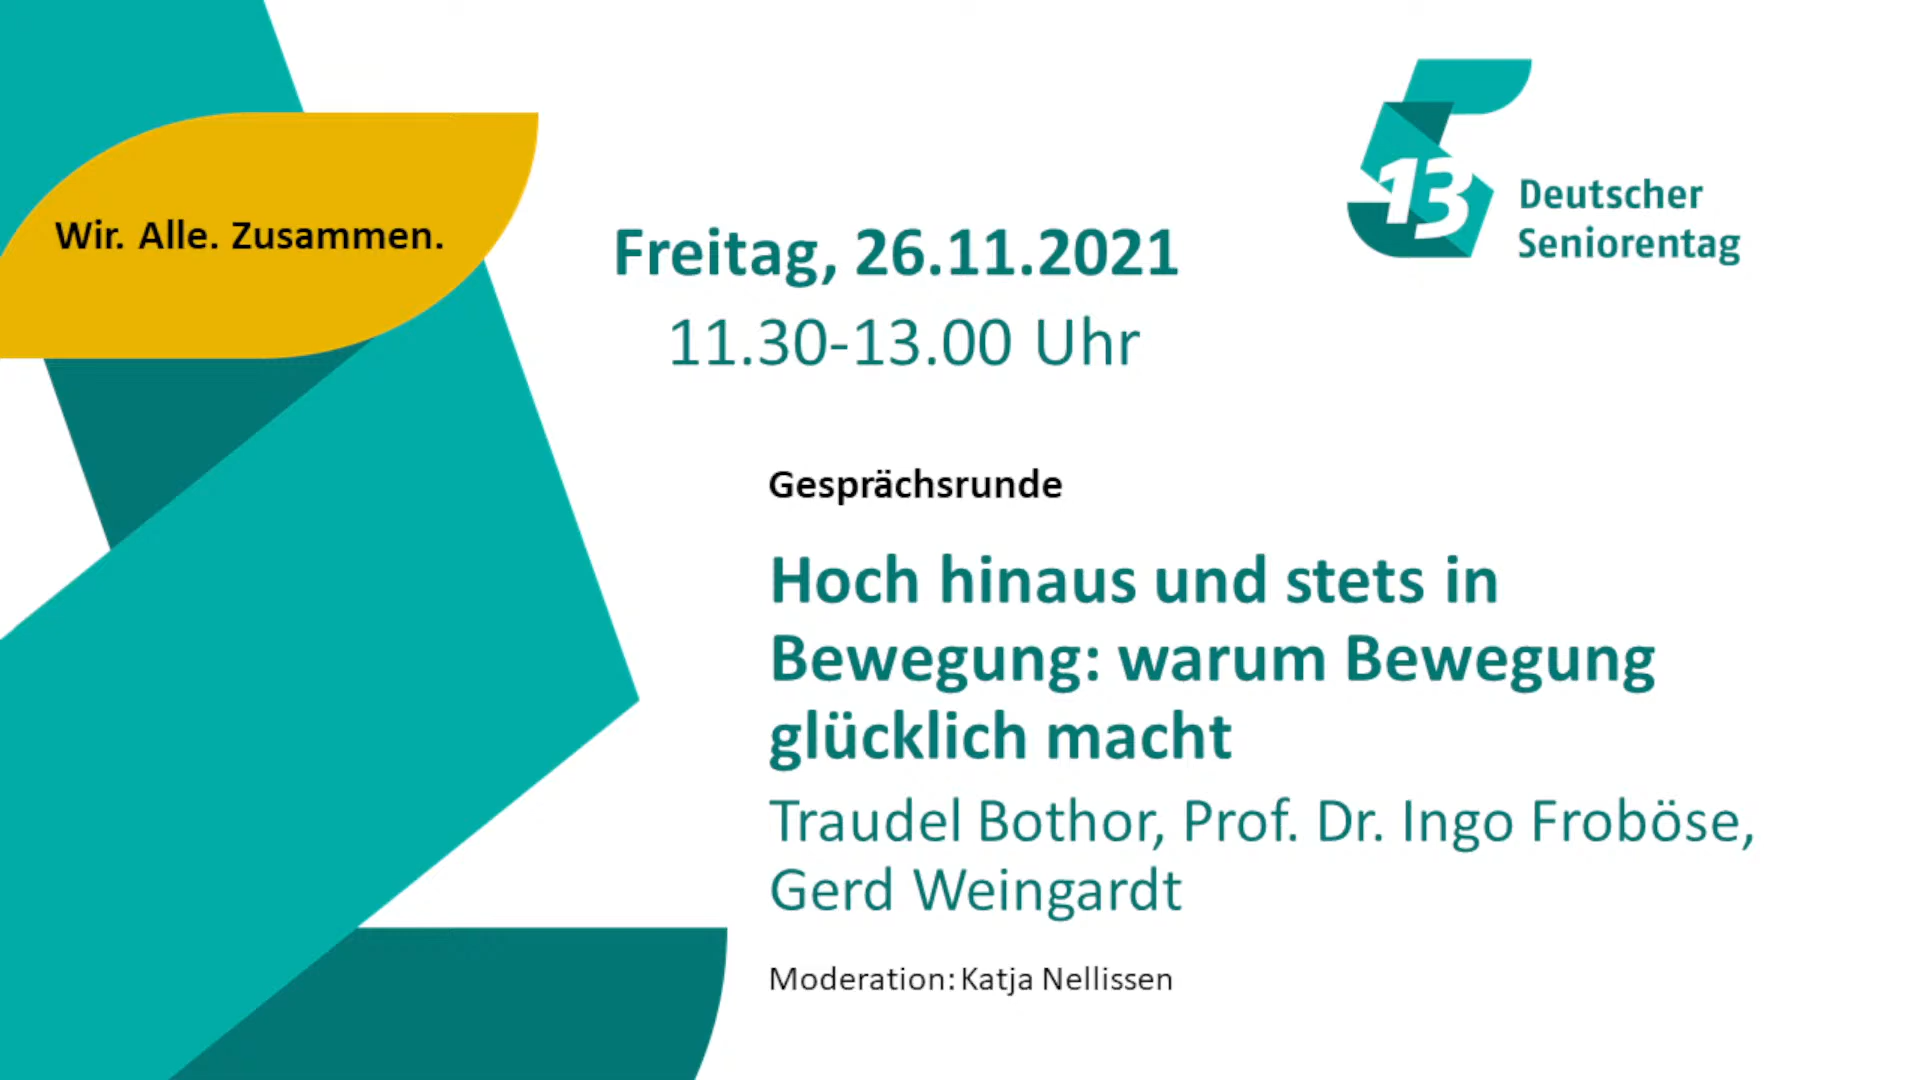 Wir. Alle. Zusammen.
Freitag, 26.11.2021
11.30-13.00 Uhr
13
Deutscher
Seniorentag
Gesprächsrunde
Hoch hinaus und stets in
Bewegung: warum Bewegung
glücklich macht
Traudel Bothor, Prof. Dr. Ingo Froböse,
Gerd Weingardt
Moderation: Katja Nellissen